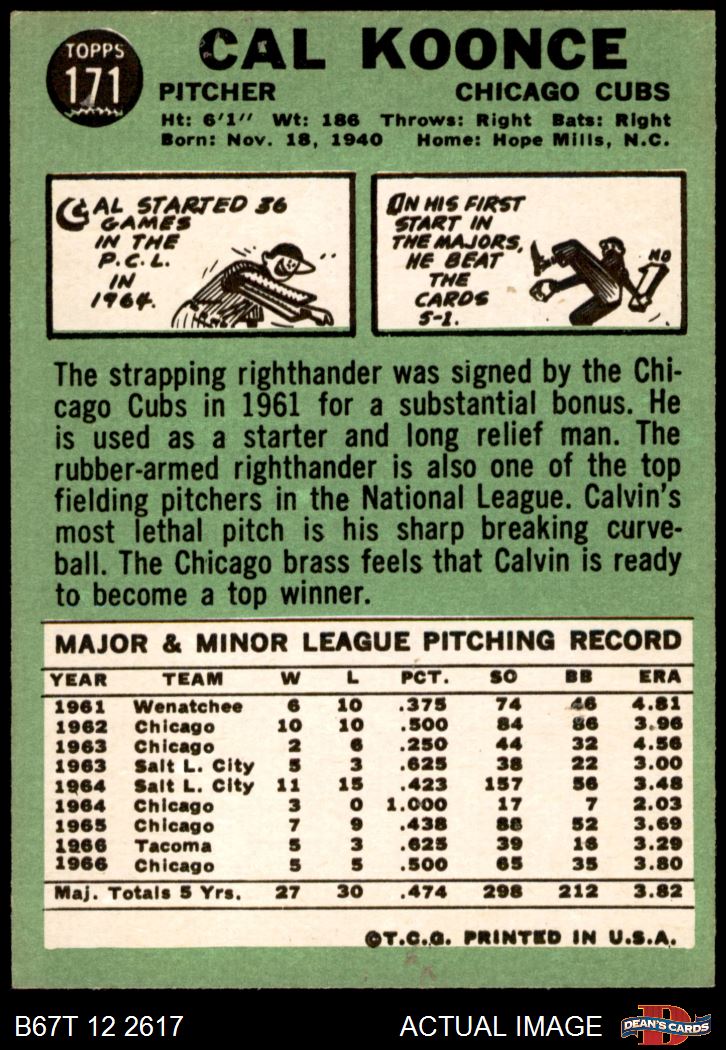 TOPPS
171
CAL KOONCE
PITCHER CHICAGO CUBS
Ht: 6'1" Wt: 186 Throws: Right Bats: Right
Born: Nov. 18, 1940 Home: Hope Mills, N.C.
CAL STARTED 36
GAMES
IN THE
P.C.L.
IN
1964.
ON HIS FIRST
START IN
THE MAJORS,
HE BEAT
THE
CARDS
5-1.
NO
The strapping righthander was signed by the Chi-
cago Cubs in 1961 for a substantial bonus. He
is used as a starter and long relief man. The
rubber-armed righthander is also one of the top
fielding pitchers in the National League. Calvin's
most lethal pitch is his sharp breaking curve-
ball. The Chicago brass feels that Calvin is ready
to become a top winner.
MAJOR & MINOR LEAGUE PITCHING RECORD
YEAR TEAM W L PCT. SO BB ERA
1961 Wenatchee 6 10 .375 74 46 4.81
1962 Chicago 10 10 .500 84 86 3.96
1963 Chicago 2 6 .250 44 32 4.56
1963 Salt L. City 5 3 .625 38 22 3.00
1964 Salt L. City 11 15 .423 157 56 3.48
1964 Chicago 3 0 1.000 17 7 2.03
1965 Chicago 7 9 .438 88 52 3.69
1966 Tacoma 5 3 .625 39 16 3.29
1966 Chicago 5 5 .500 65 35 3.80
Maj. Totals 5 Yrs. 27 30 .474 298 212 3.82
©T.C.G. PRINTED IN U.S.A.
B67T 12 2617 ACTUAL IMAGE
D
DEAN'S CARDS